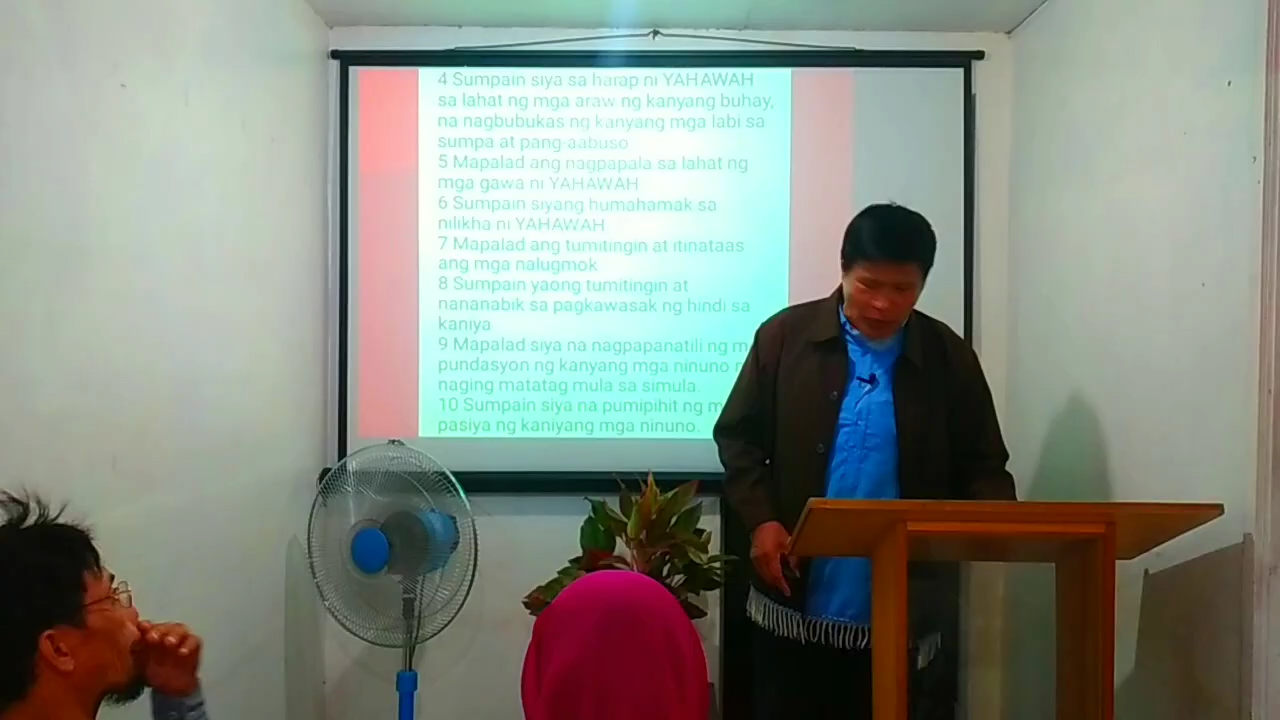 4 Sumpain siya sa harap ni YAHAWAH
sa lahat ng mga araw ng kanyang buhay,
na nagbubukas ng kanyang mga labi sa
sumpa at pang-aabuso
5 Mapalad ang nagpapala sa lahat ng
mga gawa ni YAHAWAH
6 Sumpain siyang humahamak sa
nilikha ni YAHAWAH
7 Mapalad ang tumitingin at itinataas
ang mga nalugmok
8 Sumpain yaong tumitingin at
nananabik sa pagkawasak ng hindi sa
kaniya
9 Mapalad siya na nagpapanatili ng
pundasyon ng kanyang mga ninuno
naging matatag mula sa simula.
10 Sumpain siya na pumipihit ng
pasiya ng kaniyang mga ninuno.